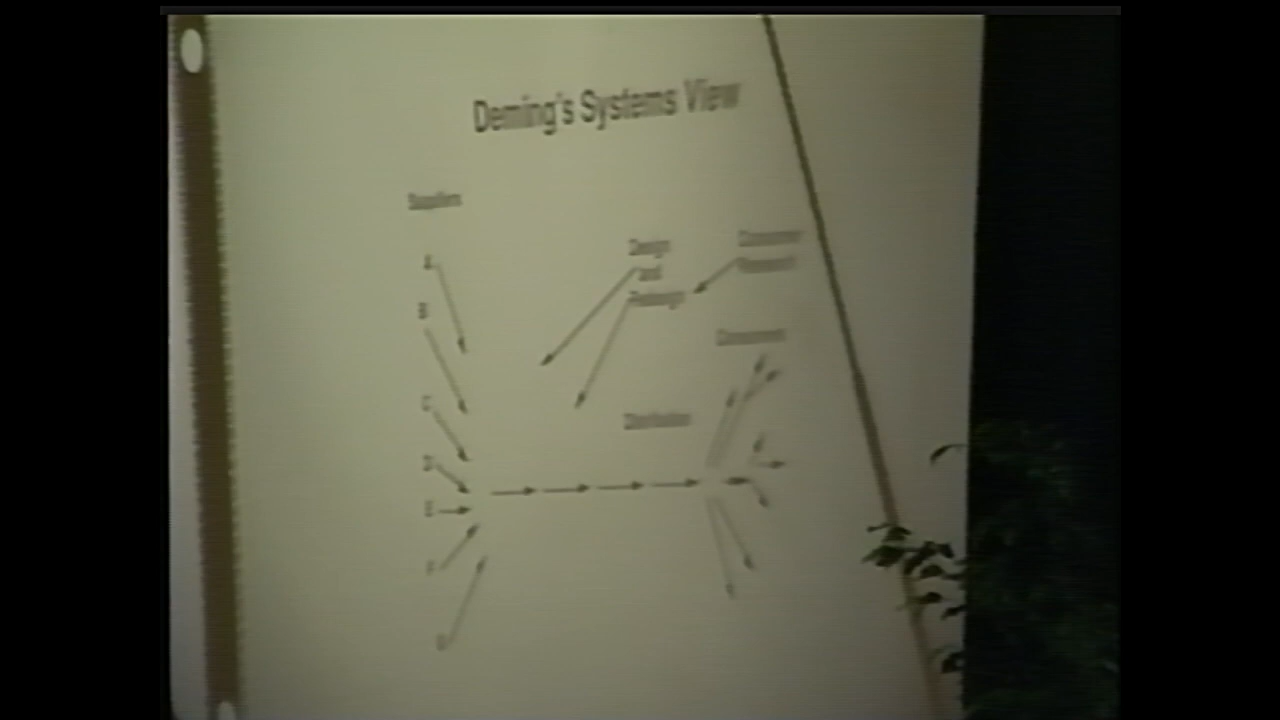 Deming's Systems View
Suppliers
A
Design
and
Redesign
Consumer
Research
B
Consumers
C
Distribution
D
E
F
G